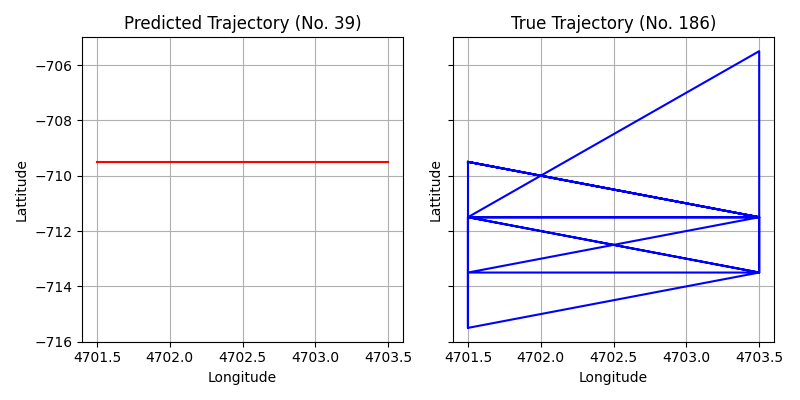 Predicted Trajectory (No. 39)
True Trajectory (No. 186)
Lattitude
−706
−708
−710
−712
−714
−716
4701.5 4702.0 4702.5 4703.0 4703.5
Longitude
Lattitude
4701.5 4702.0 4702.5 4703.0 4703.5
Longitude